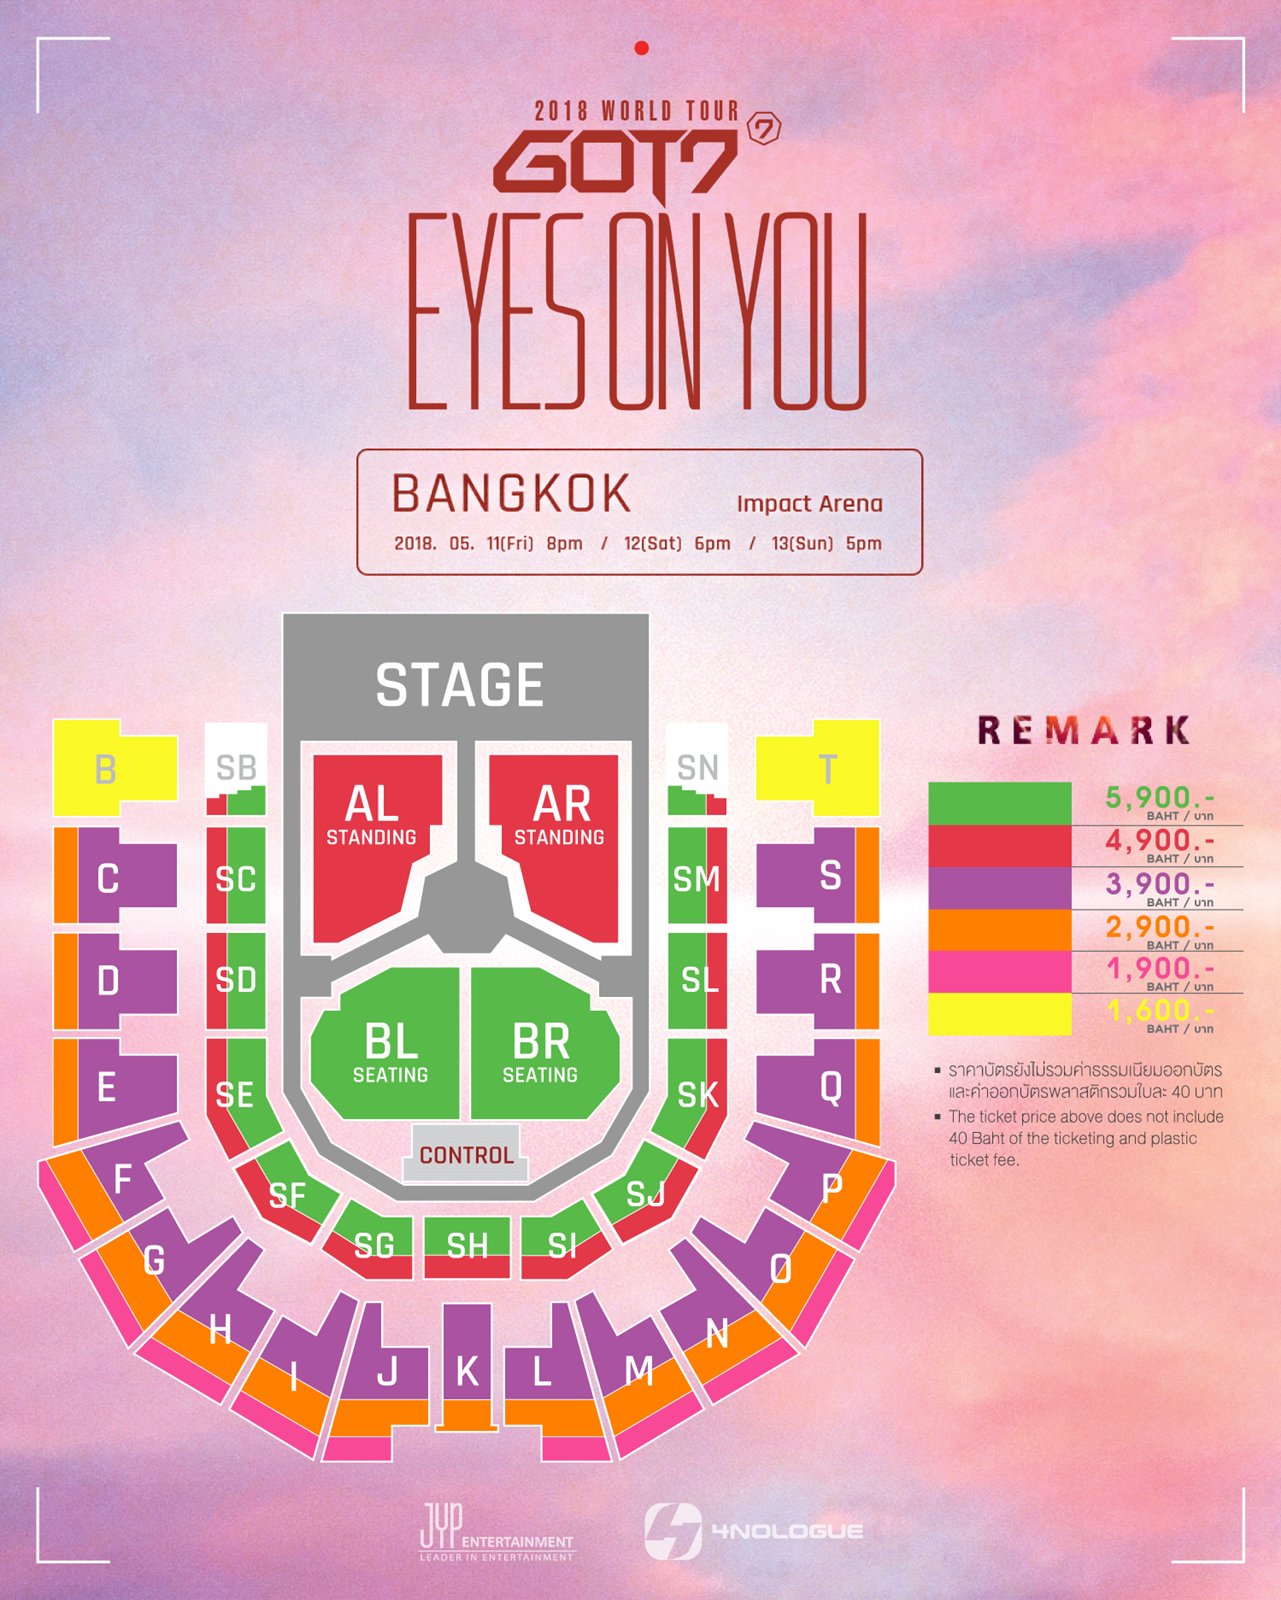 2018 WORLD TOUR
GOT7 7
EYES ON YOU
BANGKOK Impact Arena
2018. 05. 11(Fri) 8pm / 12(Sat) 6pm / 13(Sun) 5pm
STAGE
B
SB
AL
STANDING
AR
STANDING
SN
T
C
SC
SM
S
D
SD
SL
R
BL
SEATING
BR
SEATING
E
SE
SK
Q
CONTROL
F
SF
SJ
P
G
SG
SH
SI
O
H
I
J
K
L
M
N
REMARK
5,900.-
BAHT / บาท
4,900.-
BAHT / บาท
3,900.-
BAHT / บาท
2,900.-
BAHT / บาท
1,900.-
BAHT / บาท
1,600.-
BAHT / บาท
▪ ราคาบัตรยังไม่รวมค่าธรรมเนียมออกบัตร
และค่าออกบัตรพลาสติกรวมใบละ 40 บาท
▪ The ticket price above does not include
40 Baht of the ticketing and plastic
ticket fee.
JYP ENTERTAINMENT
LEADER IN ENTERTAINMENT
4NOLOGUE